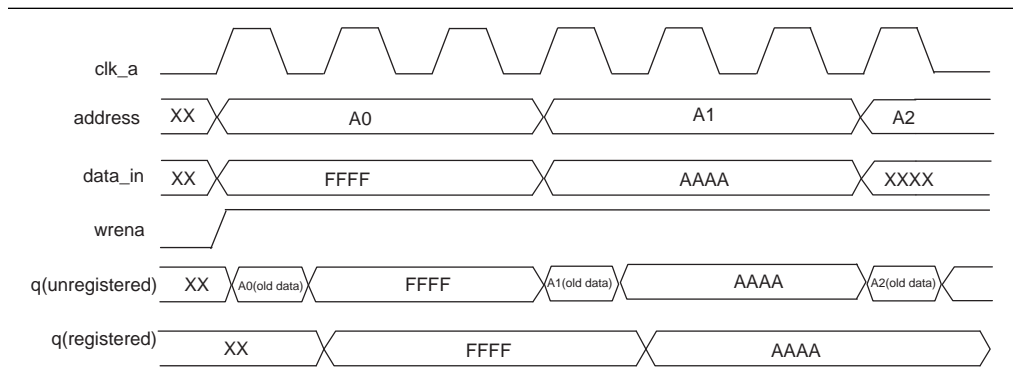 clk_a
address XX A0 A1 A2
data_in XX FFFF AAAA XXXX
wrena
q(unregistered) XX A0(old data) FFFF A1(old data) AAAA A2(old data)
q(registered) XX FFFF AAAA